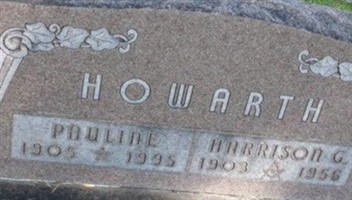 HOWARTH
PAULINE
1905 ★ 1995
HARRISON G.
1903 ☆ 1956